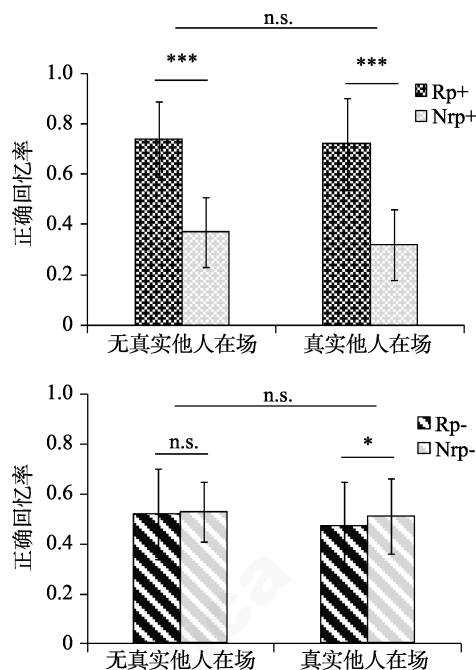 n.s.
*** ***
1.0
0.8
0.6
0.4
0.2
0
正确回忆率
Rp+
Nrp+
无真实他人在场 真实他人在场
n.s.
n.s. *
1.0
0.8
0.6
0.4
0.2
0
正确回忆率
Rp-
Nrp-
无真实他人在场 真实他人在场